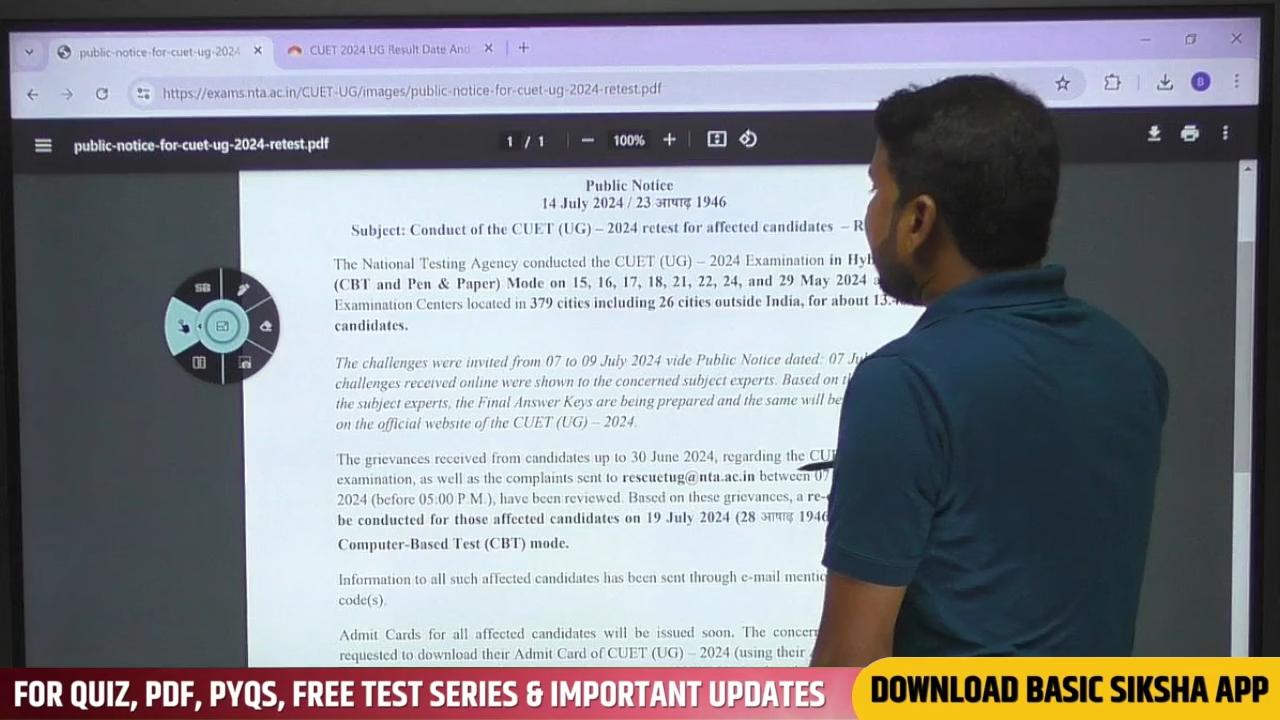 public-notice-for-cuet-ug-2024
CUET 2024 UG Result Date And
https://exams.nta.ac.in/CUET-UG/images/public-notice-for-cuet-ug-2024-retest.pdf
B
public-notice-for-cuet-ug-2024-retest.pdf
1 / 1
100%
Public Notice
14 July 2024 / 23 आषाढ़ 1946
Subject: Conduct of the CUET (UG) – 2024 retest for affected candidates –
The National Testing Agency conducted the CUET (UG) – 2024 Examination in
(CBT and Pen & Paper) Mode on 15, 16, 17, 18, 21, 22, 24, and 29 May 2024
Examination Centers located in 379 cities including 26 cities outside India, for about
candidates.
SB
The challenges were invited from 07 to 09 July 2024 vide Public Notice dated: 07
challenges received online were shown to the concerned subject experts. Based on
the subject experts, the Final Answer Keys are being prepared and the same will be
on the official website of the CUET (UG) – 2024.
The grievances received from candidates up to 30 June 2024, regarding the
examination, as well as the complaints sent to rescuetug@nta.ac.in between 07
2024 (before 05:00 P.M.), have been reviewed. Based on these grievances, a
be conducted for those affected candidates on 19 July 2024 (28 आषाढ़ 1946
Computer-Based Test (CBT) mode.
Information to all such affected candidates has been sent through e-mail
code(s).
Admit Cards for all affected candidates will be issued soon. The
requested to download their Admit Card of CUET (UG) – 2024 (using their
FOR QUIZ, PDF, PYQS, FREE TEST SERIES & IMPORTANT UPDATES
DOWNLOAD BASIC SIKSHA APP